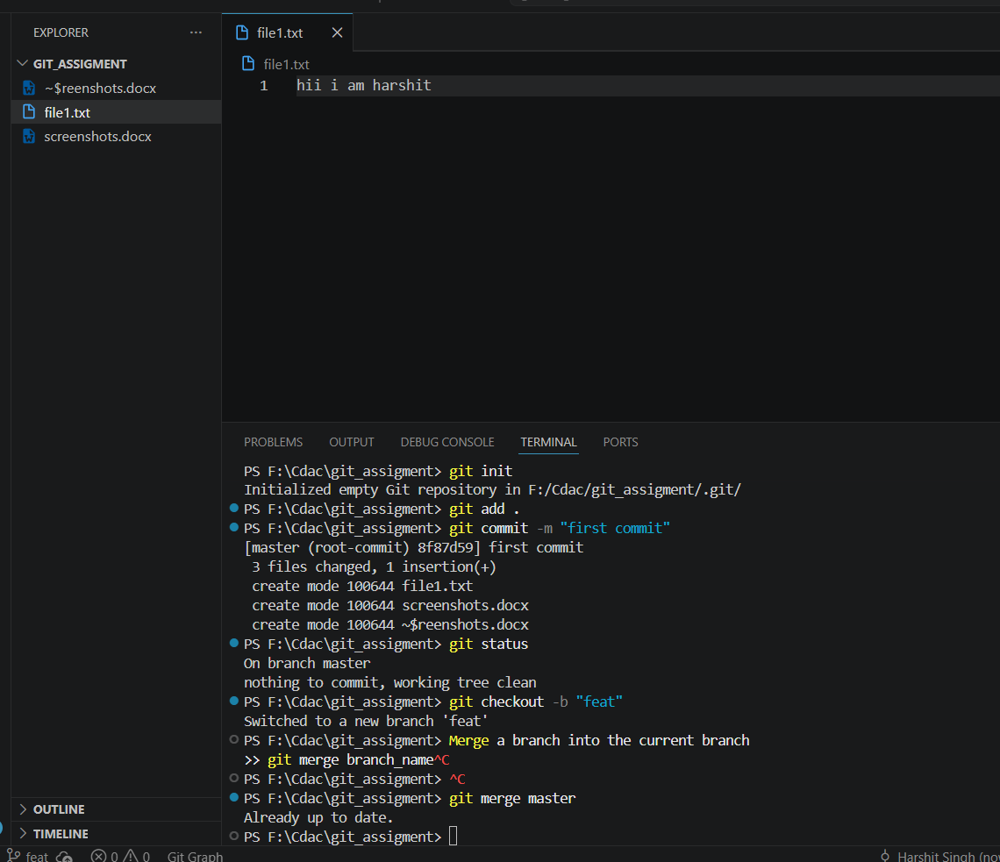 EXPLORER ...
GIT_ASSIGMENT
~$reenshots.docx
file1.txt
screenshots.docx
OUTLINE
TIMELINE
file1.txt
file1.txt
1 hii i am harshit
PROBLEMS OUTPUT DEBUG CONSOLE TERMINAL PORTS
PS F:\Cdac\git_assigment> git init
Initialized empty Git repository in F:/Cdac/git_assigment/.git/
PS F:\Cdac\git_assigment> git add .
PS F:\Cdac\git_assigment> git commit -m "first commit"
[master (root-commit) 8f87d59] first commit
3 files changed, 1 insertion(+)
create mode 100644 file1.txt
create mode 100644 screenshots.docx
create mode 100644 ~$reenshots.docx
PS F:\Cdac\git_assigment> git status
On branch master
nothing to commit, working tree clean
PS F:\Cdac\git_assigment> git checkout -b "feat"
Switched to a new branch 'feat'
PS F:\Cdac\git_assigment> Merge a branch into the current branch
>> git merge branch_name^C
PS F:\Cdac\git_assigment> ^C
PS F:\Cdac\git_assigment> git merge master
Already up to date.
PS F:\Cdac\git_assigment>
feat 0 0 Git Graph Harshit Singh (no